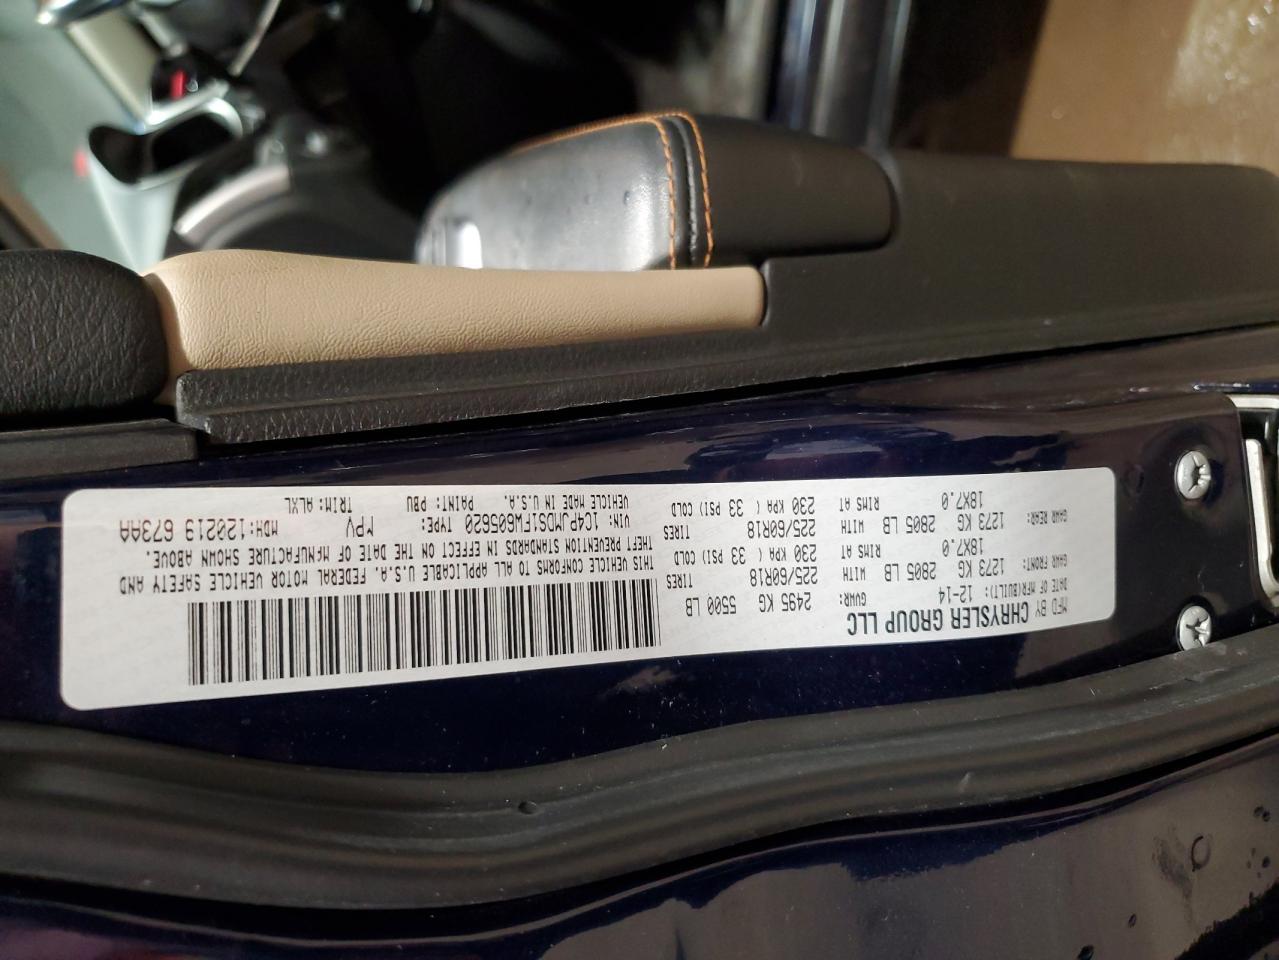 MFD BY
CHRYSLER GROUP LLC
DATE OF MFR(BUILT): 12-14 GVWR: 2495 KG 5500 LB
GAWR FRONT: 1273 KG 2805 LB WITH 225/60R18 TIRES
18X7.0 RIMS AT 230 KPA ( 33 PSI) COLD
GAWR REAR: 1273 KG 2805 LB WITH 225/60R18 TIRES
18X7.0 RIMS AT 230 KPA ( 33 PSI) COLD
THIS VEHICLE CONFORMS TO ALL APPLICABLE U.S.A. FEDERAL MOTOR VEHICLE SAFETY AND
THEFT PREVENTION STANDARDS IN EFFECT ON THE DATE OF MFNUFACTURE SHOWN ABOVE.
VIN: 1C4PJMDS1FW605620 TYPE: MPV MDH:120219 673AA
VEHICLE MADE IN U.S.A. PAINT: PBU TRIM: ALXL